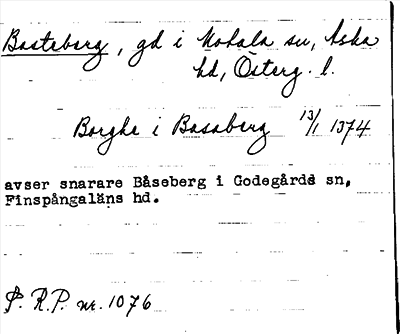 Basteberg, gd i Motala sn, Aska
hd, Österg. l.
Borghe i Basaberg 13/1 1374
avser snarare Båseberg i Godegårds sn,
Finspångaläns hd.
S. R.P. nr. 1076